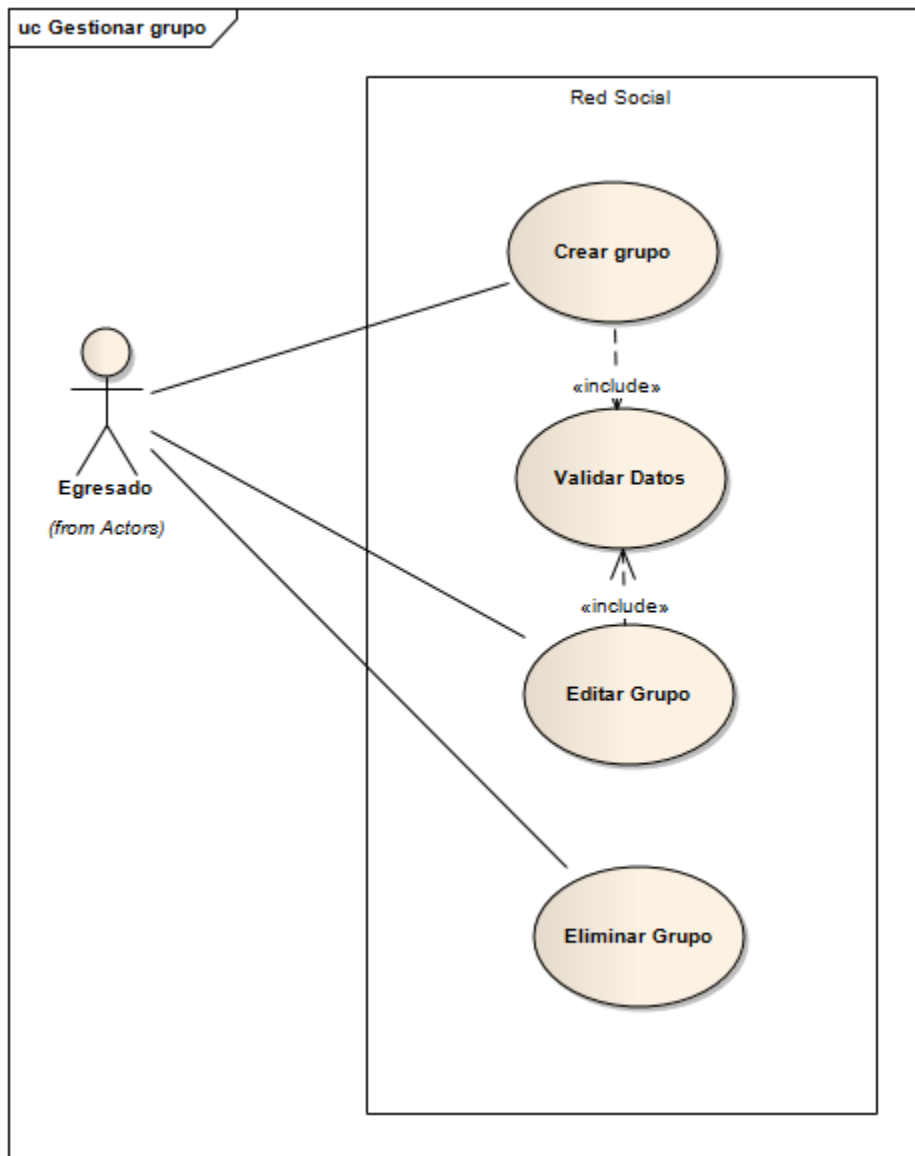 uc Gestionar grupo
Red Social
Crear grupo
«include»
Egresado
(from Actors)
Validar Datos
«include»
Editar Grupo
Eliminar Grupo